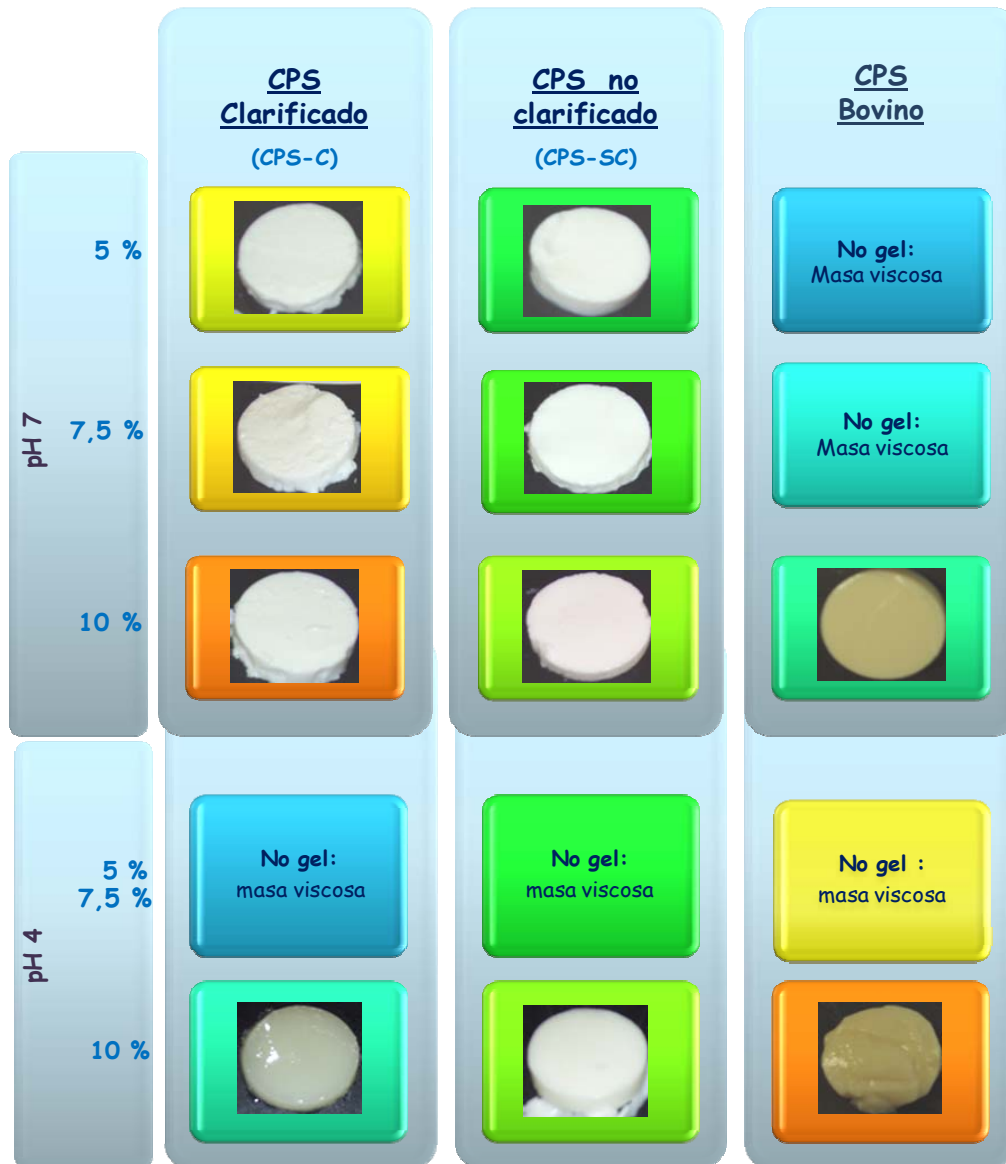 CPS
Clarificado
(CPS-C)
CPS no
clarificado
(CPS-SC)
CPS
Bovino
pH 7
5 %
No gel:
Masa viscosa
7,5 %
No gel:
Masa viscosa
10 %
pH 4
5 %
7,5 %
No gel:
masa viscosa
No gel:
masa viscosa
No gel :
masa viscosa
10 %